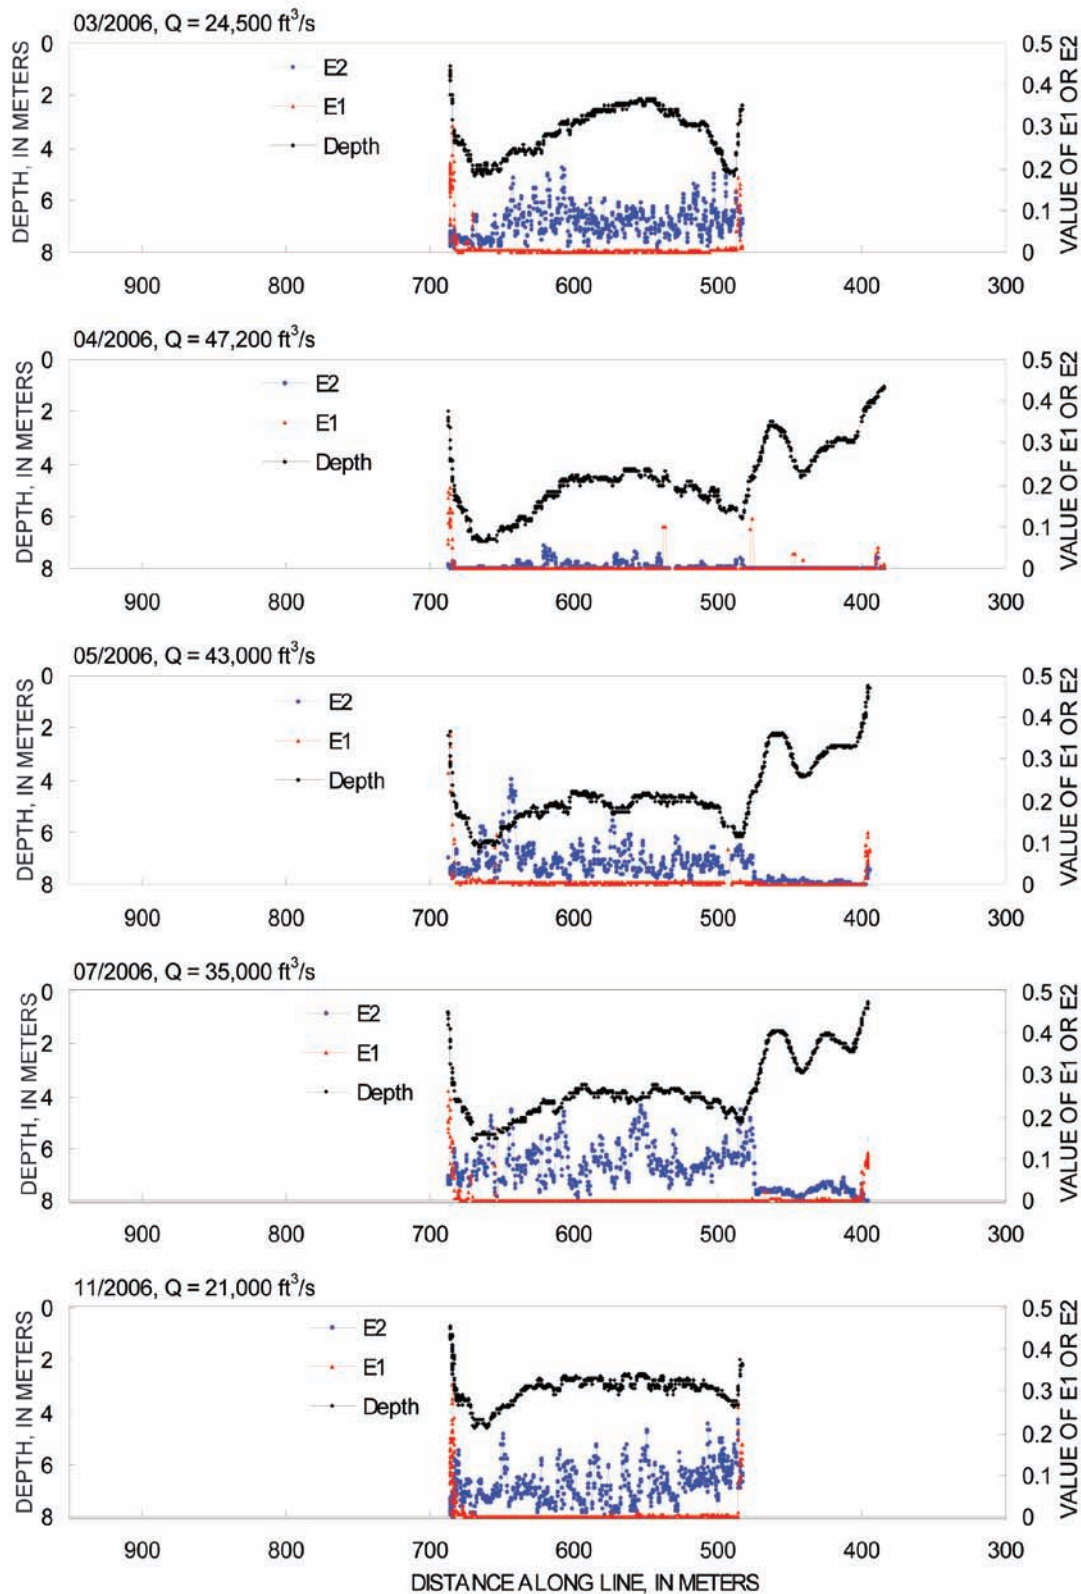 03/2006, Q = 24,500 ft³/s
DEPTH, IN METERS
0
2
4
6
8
E2
E1
Depth
0.5
0.4
0.3
0.2
0.1
0
VALUE OF E1 OR E2
900 800 700 600 500 400 300
04/2006, Q = 47,200 ft³/s
DEPTH, IN METERS
0
2
4
6
8
E2
E1
Depth
0.5
0.4
0.3
0.2
0.1
0
VALUE OF E1 OR E2
900 800 700 600 500 400 300
05/2006, Q = 43,000 ft³/s
DEPTH, IN METERS
0
2
4
6
8
E2
E1
Depth
0.5
0.4
0.3
0.2
0.1
0
VALUE OF E1 OR E2
900 800 700 600 500 400 300
07/2006, Q = 35,000 ft³/s
DEPTH, IN METERS
0
2
4
6
8
E2
E1
Depth
0.5
0.4
0.3
0.2
0.1
0
VALUE OF E1 OR E2
900 800 700 600 500 400 300
11/2006, Q = 21,000 ft³/s
DEPTH, IN METERS
0
2
4
6
8
E2
E1
Depth
0.5
0.4
0.3
0.2
0.1
0
VALUE OF E1 OR E2
900 800 700 600 500 400 300
DISTANCE ALONG LINE, IN METERS